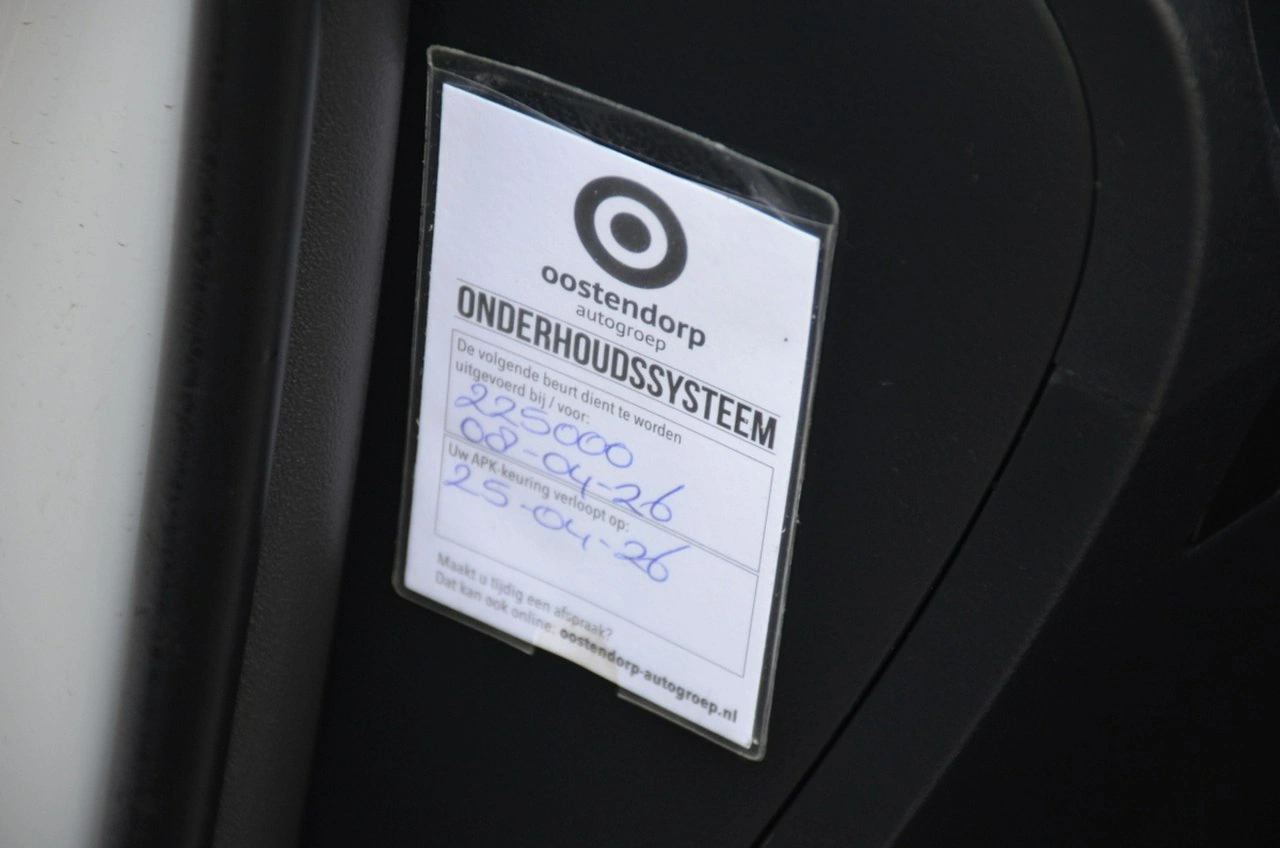 oostendorp
autogroep
ONDERHOUDSSYSTEEM
De volgende beurt dient te worden
uitgevoerd bij / voor:
225000
08-04-26
Uw APK-keuring verloopt op:
25-04-26
Maakt u tijdig een afspraak?
Dat kan ook online: oostendorp-autogroep.nl